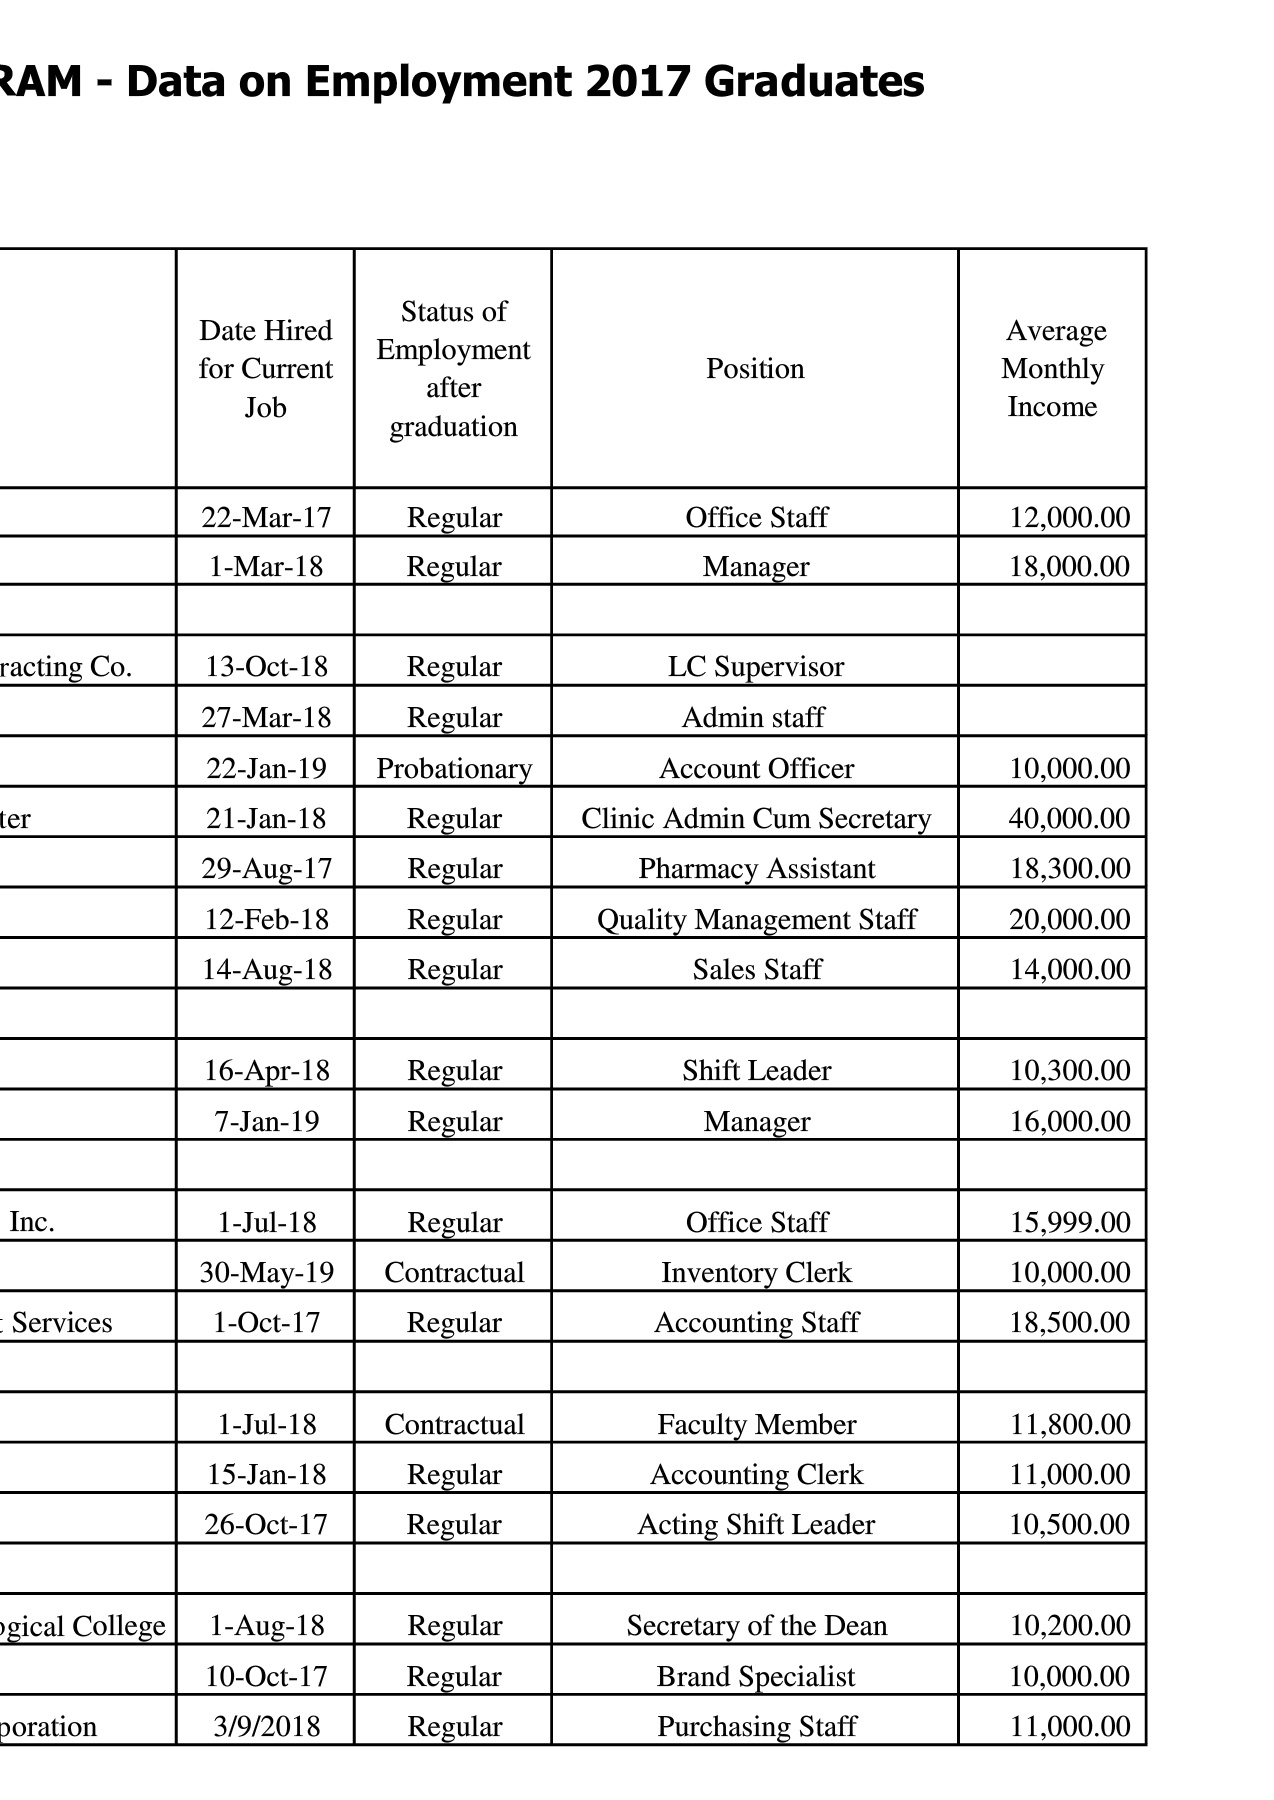 RAM - Data on Employment 2017 Graduates
Date Hired for Current Job Status of Employment after graduation Position Average Monthly Income
22-Mar-17 Regular Office Staff 12,000.00
1-Mar-18 Regular Manager 18,000.00
racting Co. 13-Oct-18 Regular LC Supervisor
27-Mar-18 Regular Admin staff
22-Jan-19 Probationary Account Officer 10,000.00
ter 21-Jan-18 Regular Clinic Admin Cum Secretary 40,000.00
29-Aug-17 Regular Pharmacy Assistant 18,300.00
12-Feb-18 Regular Quality Management Staff 20,000.00
14-Aug-18 Regular Sales Staff 14,000.00
16-Apr-18 Regular Shift Leader 10,300.00
7-Jan-19 Regular Manager 16,000.00
Inc. 1-Jul-18 Regular Office Staff 15,999.00
30-May-19 Contractual Inventory Clerk 10,000.00
t Services 1-Oct-17 Regular Accounting Staff 18,500.00
1-Jul-18 Contractual Faculty Member 11,800.00
15-Jan-18 Regular Accounting Clerk 11,000.00
26-Oct-17 Regular Acting Shift Leader 10,500.00
ogical College 1-Aug-18 Regular Secretary of the Dean 10,200.00
10-Oct-17 Regular Brand Specialist 10,000.00
poration 3/9/2018 Regular Purchasing Staff 11,000.00